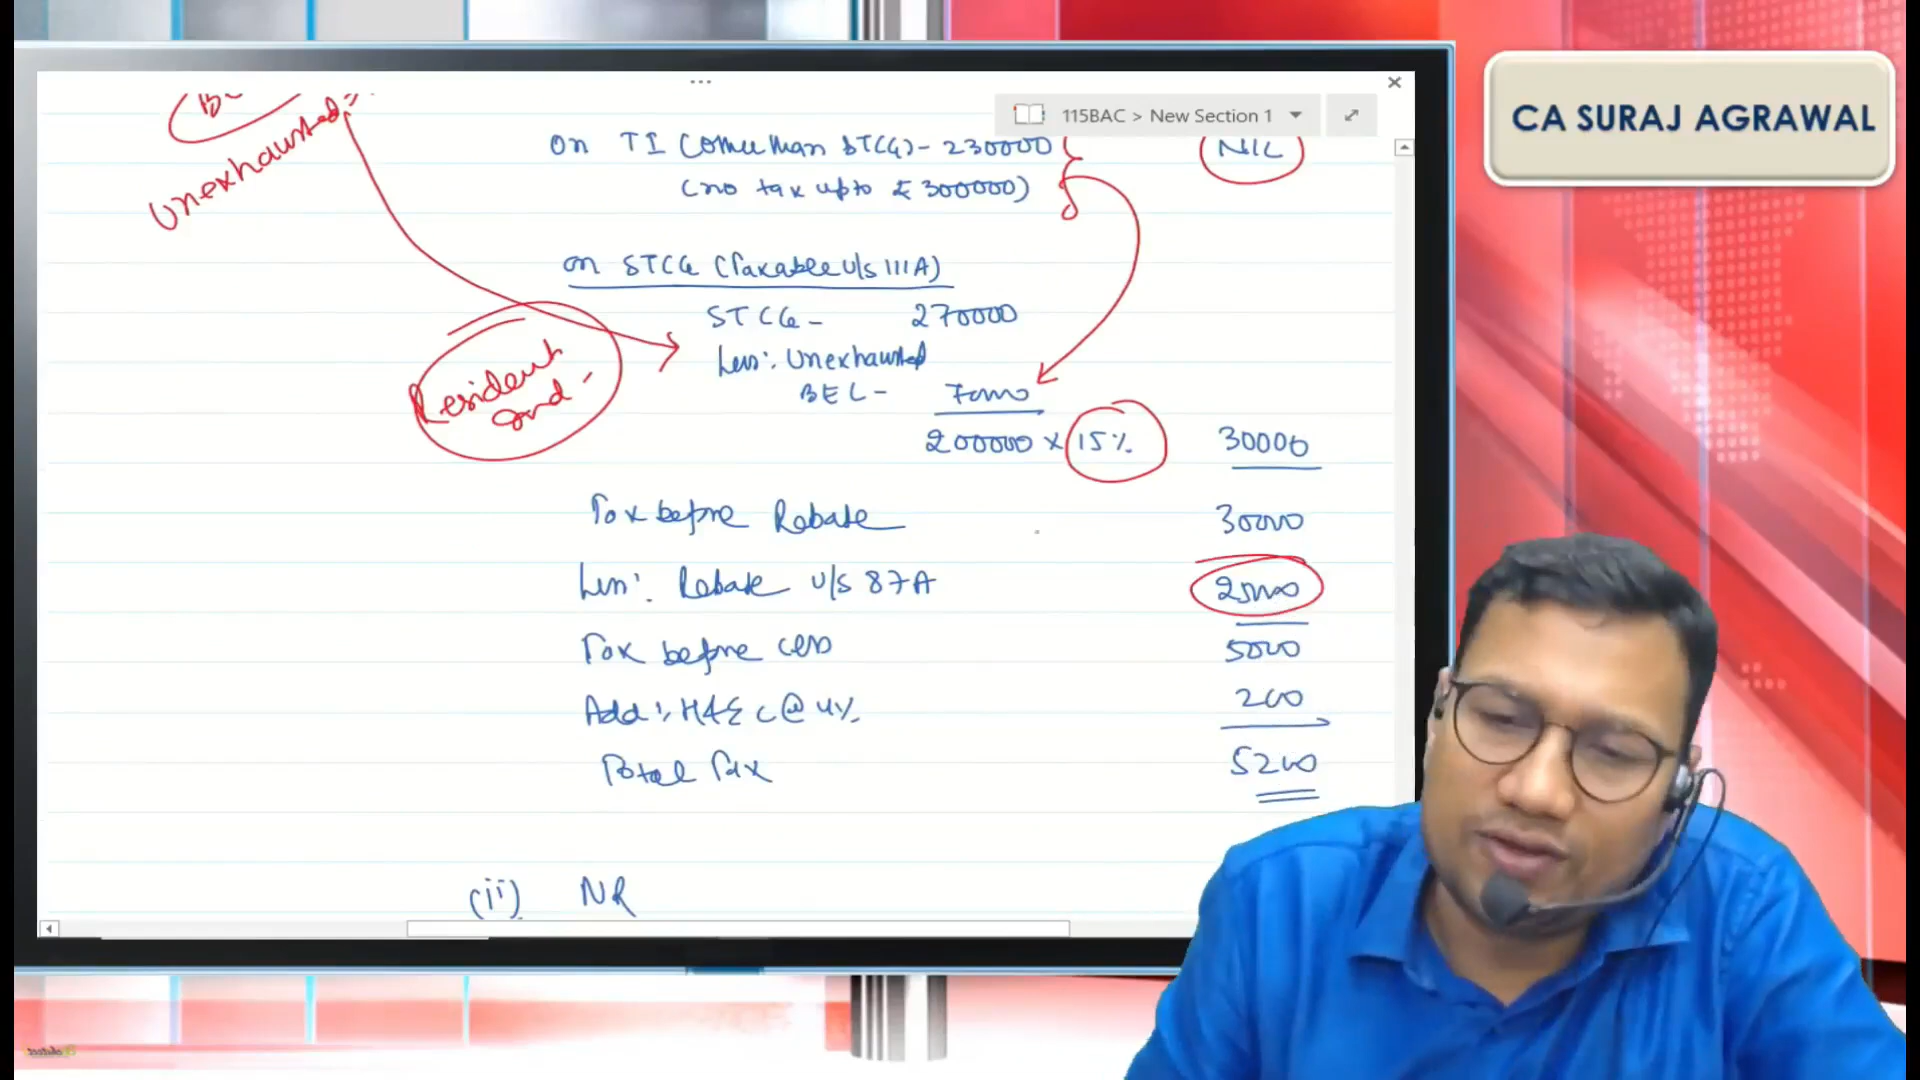 CA SURAJ AGRAWAL
115BAC > New Section 1
unexhausted
on TI (other than STCG) - 230000
NIL
(no tax upto ₹ 300000)
on STCG (Taxable u/s 111A)
STCG - 270000
Less: Unexhausted
BEL - 70000
Resident
Ind -
200000 × 15% 30000
Tax before Rebate 30000
Less: Rebate u/s 87A 25000
Tax before cess 5000
Add: H&EC @ 4% 200
Total Tax 5200
(ii) NR